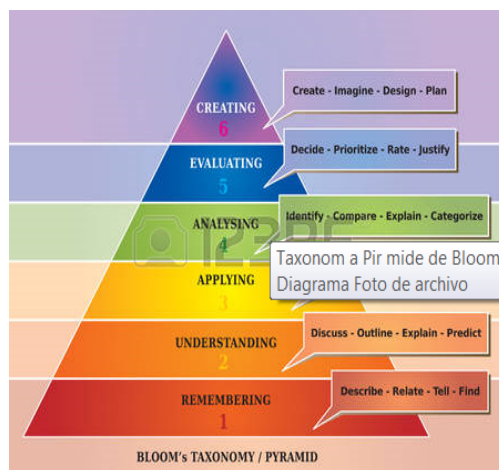 CREATING
6
Create - Imagine - Design - Plan
EVALUATING
5
Decide - Prioritize - Rate - Justify
ANALYSING
4
Identify - Compare - Explain - Categorize
Taxonom a Pir mide de Bloom
Diagrama Foto de archivo
APPLYING
3
UNDERSTANDING
2
Discuss - Outline - Explain - Predict
REMEMBERING
1
Describe - Relate - Tell - Find
BLOOM's TAXONOMY / PYRAMID